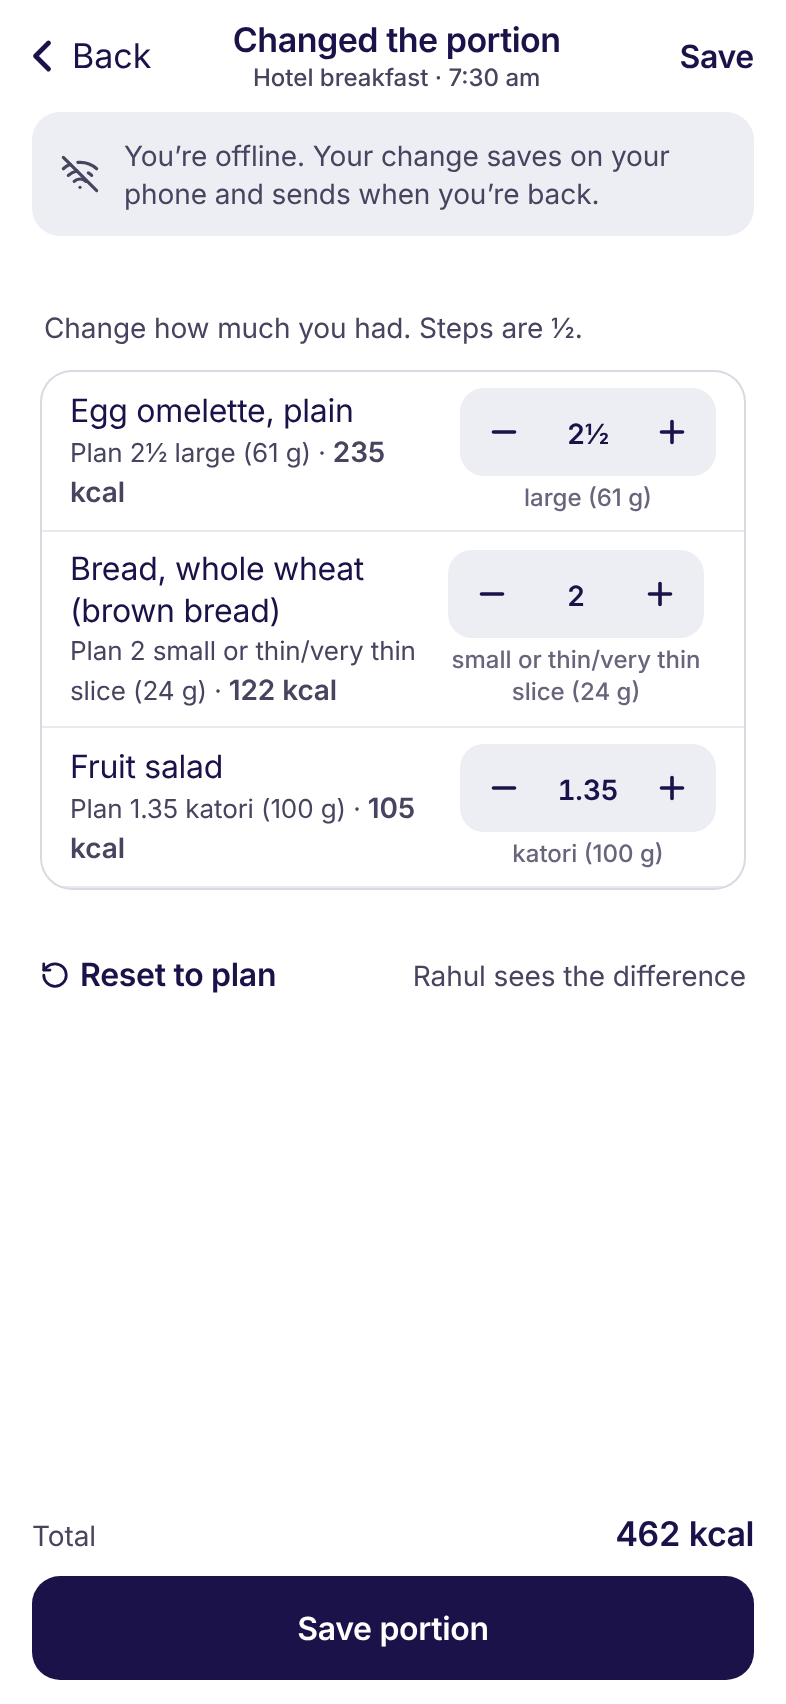 Back
Changed the portion
Save
Hotel breakfast · 7:30 am
You’re offline. Your change saves on your
phone and sends when you’re back.
Change how much you had. Steps are ½.
Egg omelette, plain
Plan 2½ large (61 g) · 235
kcal
− 2½ +
large (61 g)
Bread, whole wheat
(brown bread)
Plan 2 small or thin/very thin
slice (24 g) · 122 kcal
− 2 +
small or thin/very thin
slice (24 g)
Fruit salad
Plan 1.35 katori (100 g) · 105
kcal
− 1.35 +
katori (100 g)
Reset to plan
Rahul sees the difference
Total
462 kcal
Save portion